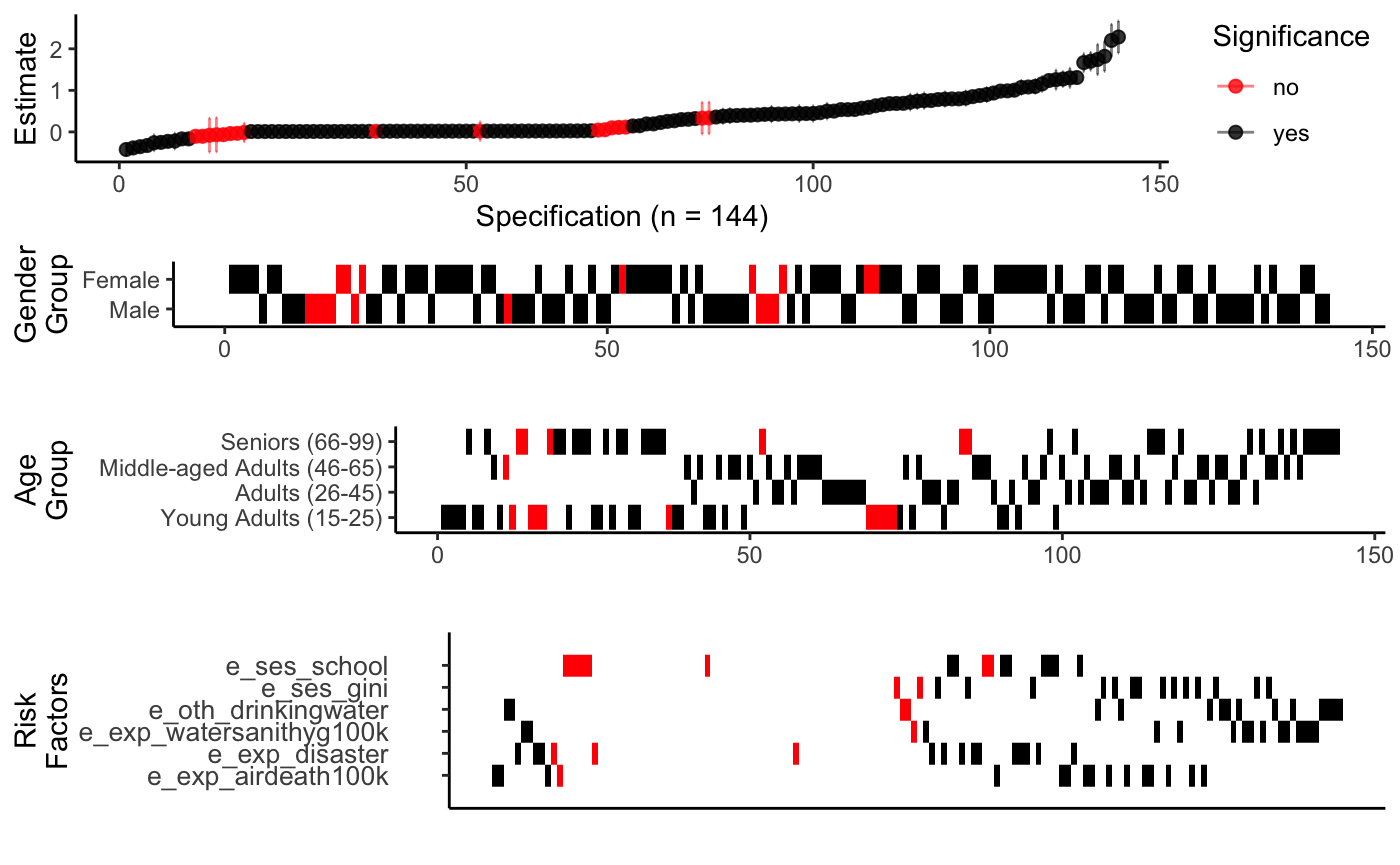 Estimate
2
1
0
0
50
100
150
Specification (n = 144)
Significance
no
yes
Gender
Group
Female
Male
0
50
100
150
Age
Group
Seniors (66-99)
Middle-aged Adults (46-65)
Adults (26-45)
Young Adults (15-25)
0
50
100
150
Risk
Factors
e_ses_school
e_ses_gini
e_oth_drinkingwater
e_exp_watersanithyg100k
e_exp_disaster
e_exp_airdeath100k